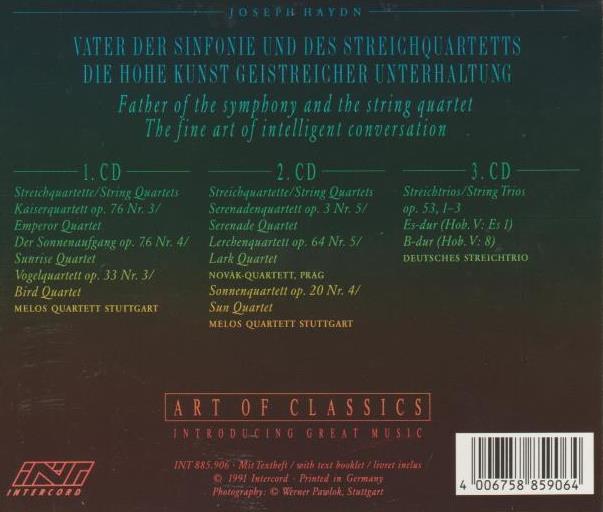 JOSEPH HAYDN
VATER DER SINFONIE UND DES STREICHQUARTETTS
DIE HOHE KUNST GEISTREICHER UNTERHALTUNG
Father of the symphony and the string quartet
The fine art of intelligent conversation
1. CD
Streichquartette/String Quartets
Kaiserquartett op. 76 Nr. 3/
Emperor Quartet
Der Sonnenaufgang op. 76 Nr. 4/
Sunrise Quartet
Vogelquartett op. 33 Nr. 3/
Bird Quartet
MELOS QUARTETT STUTTGART
2. CD
Streichquartette/String Quartets
Serenadenquartett op. 3 Nr. 5/
Serenade Quartet
Lerchenquartett op. 64 Nr. 5/
Lark Quartet
NOVÁK-QUARTETT, PRAG
Sonnenquartett op. 20 Nr. 4/
Sun Quartet
MELOS QUARTETT STUTTGART
3. CD
Streichtrios/String Trios
op. 53, 1-3
Es-dur (Hob. V: Es 1)
B-dur (Hob. V: 8)
DEUTSCHES STREICHTRIO
ART OF CLASSICS
INTRODUCING GREAT MUSIC
INT
INTERCORD
INT 885.906 · Mit Textheft / with text booklet / livret inclus
© 1991 Intercord · Printed in Germany
Photography: © Werner Pawlok, Stuttgart
4 006758 859064